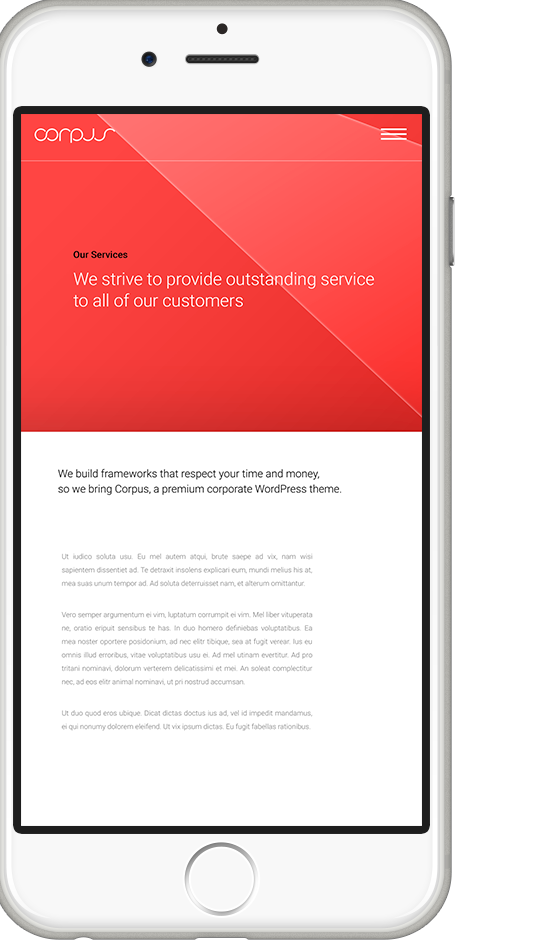 corpus
Our Services
We strive to provide outstanding service
to all of our customers
We build frameworks that respect your time and money,
so we bring Corpus, a premium corporate WordPress theme.
Ut iudico soluta usu. Eu mel autem atqui, brute saepe ad vix, nam wisi
sapientem dissentiet ad. Te detraxit insolens explicari eum, mundi melius his at,
mea suas unum tempor ad. Ad soluta deterruisset nam, et alterum omittantur.
Vero semper argumentum ei vim, luptatum corrumpit ei vim. Mel liber vituperata
ne, oratio eripuit sensibus te has. In duo homero definiebas voluptatibus. Ea
mea noster oportere posidonium, ad nec elitr tibique, sea at fugit verear. Ius eu
omnis illud erroribus, vitae voluptatibus usu ei. Ad mel utinam evertitur. Ad pro
tritani nominavi, dolorum verterem delicatissimi et mei. An soleat complectitur
nec, ad eos elitr animal nominavi, ut pri nostrud accumsan.
Ut duo quod eros ubique. Dicat dictas doctus ius ad, vel id impedit mandamus,
ei qui nonumy dolorem eleifend. Ut vix ipsum dictas. Eu fugit fabellas rationibus.